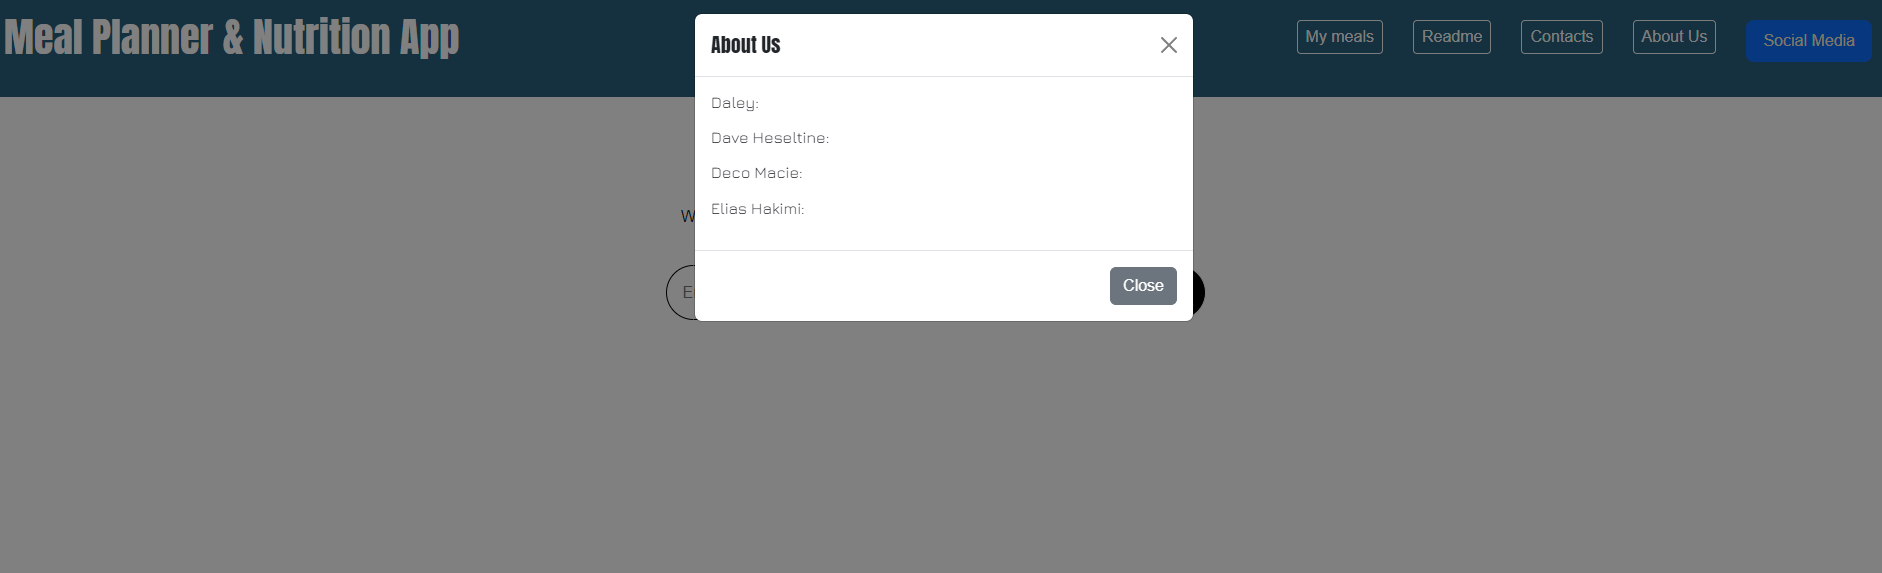 Meal Planner & Nutrition App
My meals
Readme
Contacts
About Us
Social Media
About Us
Daley:
Dave Heseltine:
Deco Macie:
Elias Hakimi:
Close